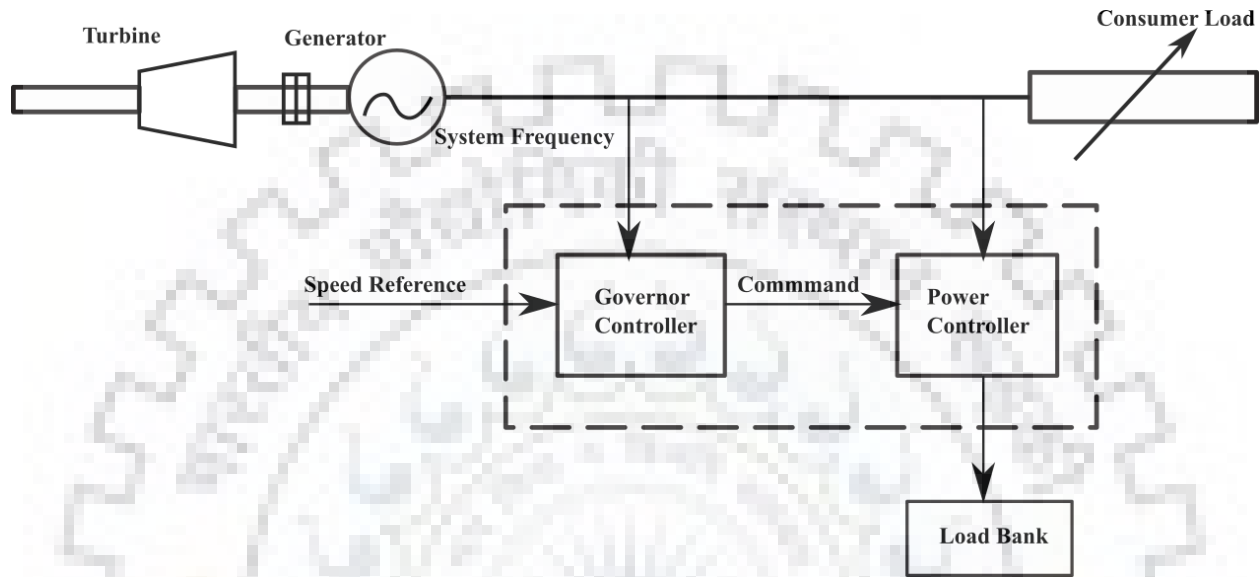 Consumer Load
Turbine
Generator
System Frequency
Speed Reference
Governor
Controller
Commmand
Power
Controller
Load Bank